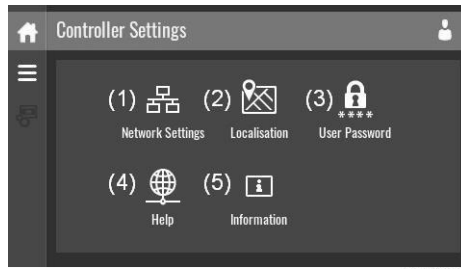 Controller Settings
(1) (2) (3)
****
Network Settings Localisation User Password
(4) (5) i
Help Information